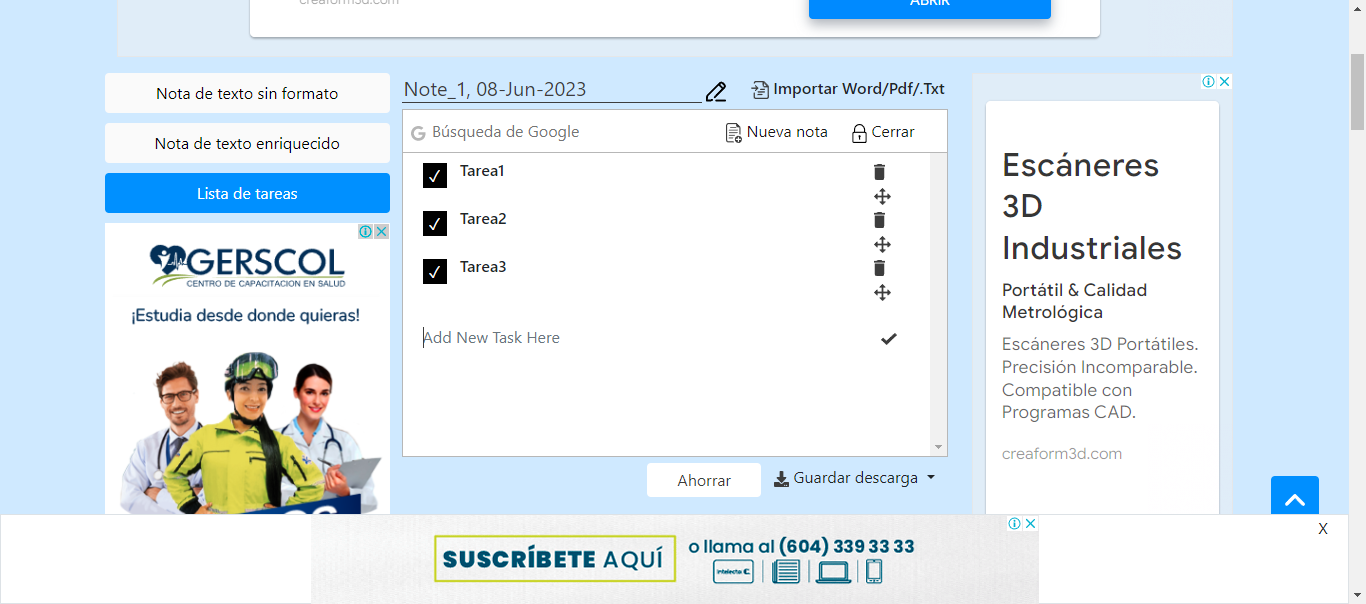 creaform3d.com
ABRIR
Nota de texto sin formato
Nota de texto enriquecido
Lista de tareas
GERSCOL
CENTRO DE CAPACITACION EN SALUD
¡Estudia desde donde quieras!
Note_1, 08-Jun-2023
Importar Word/Pdf/.Txt
Búsqueda de Google
Nueva nota
Cerrar
Tarea1
Tarea2
Tarea3
Add New Task Here
Ahorrar
Guardar descarga
Escáneres
3D
Industriales
Portátil & Calidad
Metrológica
Escáneres 3D Portátiles.
Precisión Incomparable.
Compatible con
Programas CAD.
creaform3d.com
X
SUSCRÍBETE AQUÍ
o llama al (604) 339 33 33